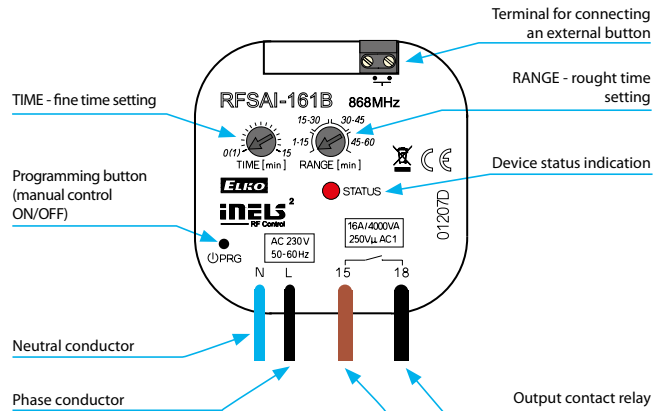 Terminal for connecting
an external button
RFSAI-161B 868MHz
RANGE - rought time
setting
TIME - fine time setting
15-30 30-45
0(1) 15 1-15 45-60
TIME [min] RANGE [min]
Device status indication
Programming button
(manual control
ON/OFF)
ELKO
STATUS
iNELS²
RF Control
01207D
16A/4000VA
250Vµ AC1
AC 230V
50-60Hz
PRG
N L 15 18
Neutral conductor
Phase conductor
Output contact relay